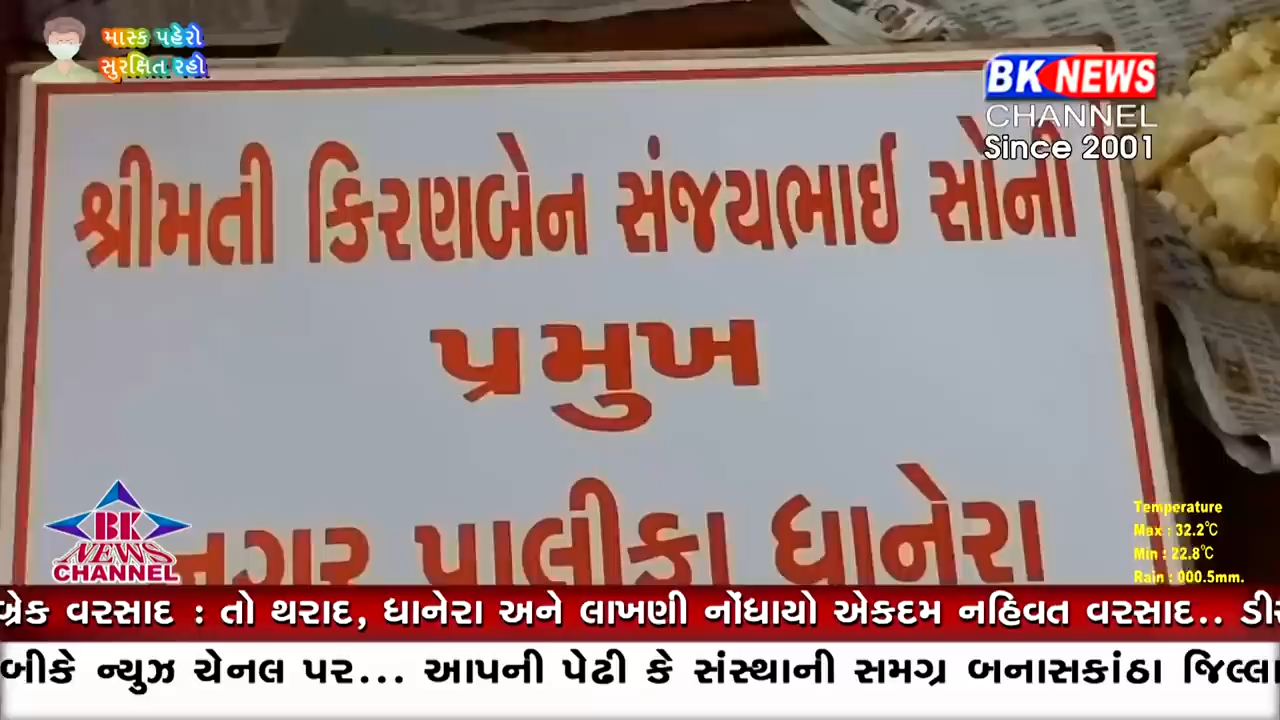 માસ્ક પહેરો
સુરક્ષિત રહો
BK NEWS
CHANNEL
Since 2001
શ્રીમતી કિરણબેન સંજયભાઈ સોની
પ્રમુખ
નગર પાલીકા ધાનેરા
BK
NEWS
CHANNEL
Temperature
Max : 32.2℃
Min : 22.8℃
Rain : 000.5mm.
બ્રેક વરસાદ : તો થરાદ, ધાનેરા અને લાખણી નોંધાયો એકદમ નહિવત વરસાદ..
બીકે ન્યુઝ ચેનલ પર... આપની પેઢી કે સંસ્થાની સમગ્ર બનાસકાંઠા